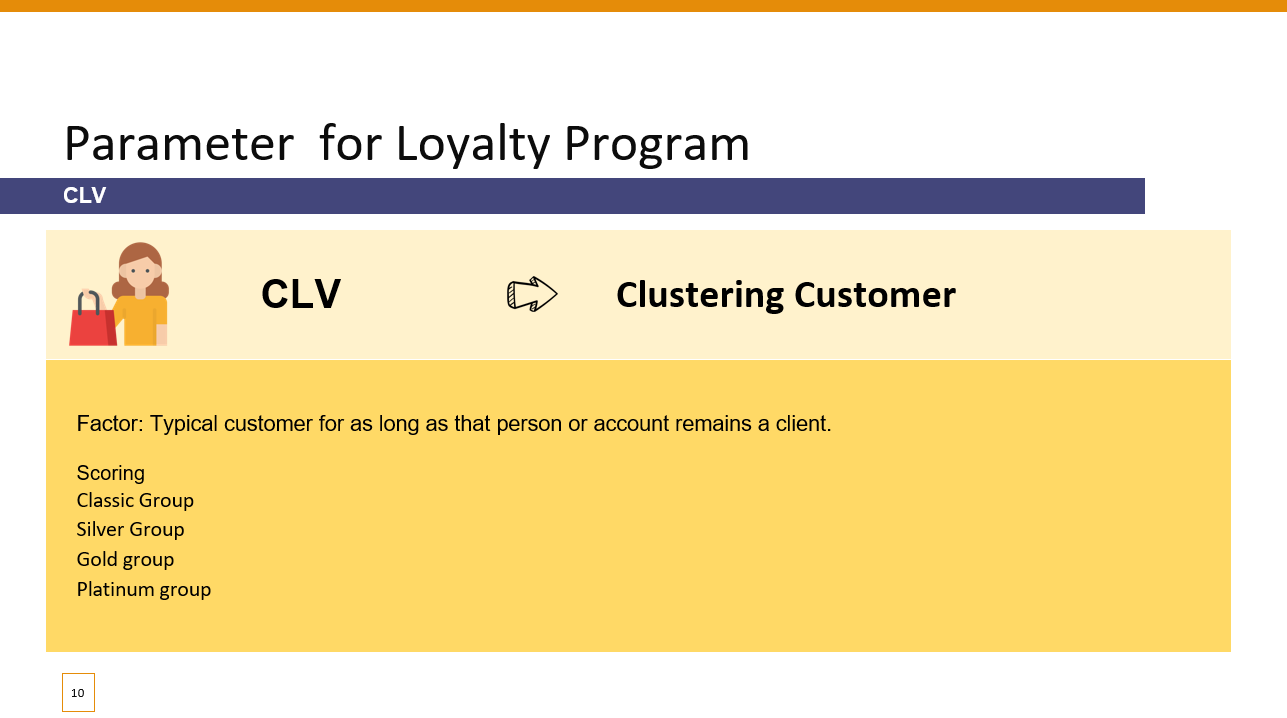 Parameter  for Loyalty Program
CLV
CLV
Clustering Customer
Factor: Typical customer for as long as that person or account remains a client.
Scoring
Classic Group
Silver Group
Gold group
Platinum group
10